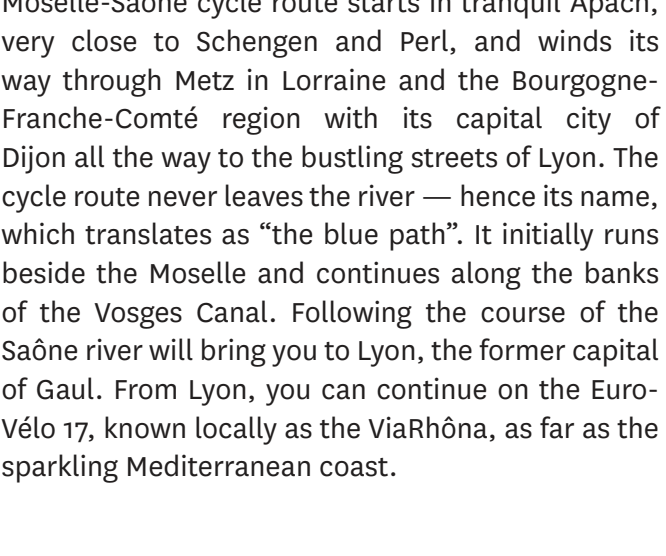 Moselle-Saône cycle route starts in tranquil Apach,
very close to Schengen and Perl, and winds its
way through Metz in Lorraine and the Bourgogne-
Franche-Comté region with its capital city of
Dijon all the way to the bustling streets of Lyon. The
cycle route never leaves the river — hence its name,
which translates as “the blue path”. It initially runs
beside the Moselle and continues along the banks
of the Vosges Canal. Following the course of the
Saône river will bring you to Lyon, the former capital
of Gaul. From Lyon, you can continue on the Euro-
Vélo 17, known locally as the ViaRhôna, as far as the
sparkling Mediterranean coast.